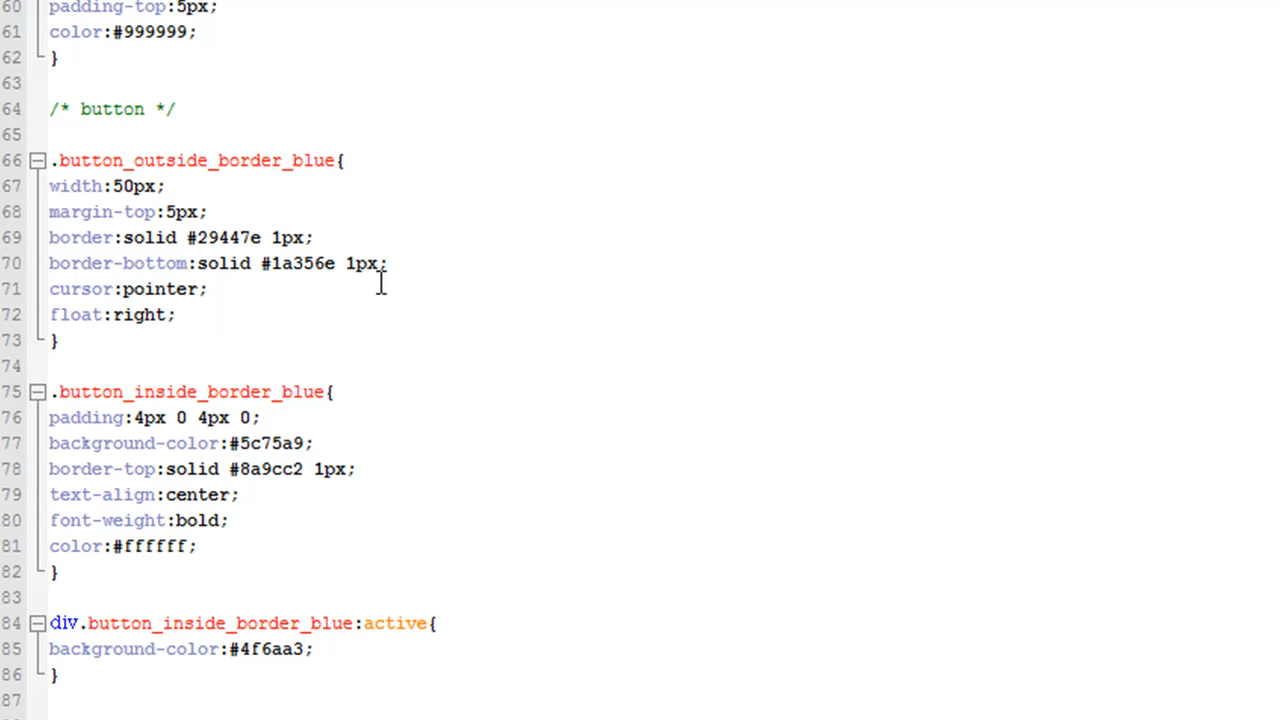 60 padding-top:5px;
61 color:#999999;
62 }
63
64 /* button */
65
66 .button_outside_border_blue{
67 width:50px;
68 margin-top:5px;
69 border:solid #29447e 1px;
70 border-bottom:solid #1a356e 1px;
71 cursor:pointer;
72 float:right;
73 }
74
75 .button_inside_border_blue{
76 padding:4px 0 4px 0;
77 background-color:#5c75a9;
78 border-top:solid #8a9cc2 1px;
79 text-align:center;
80 font-weight:bold;
81 color:#ffffff;
82 }
83
84 div.button_inside_border_blue:active{
85 background-color:#4f6aa3;
86 }
87